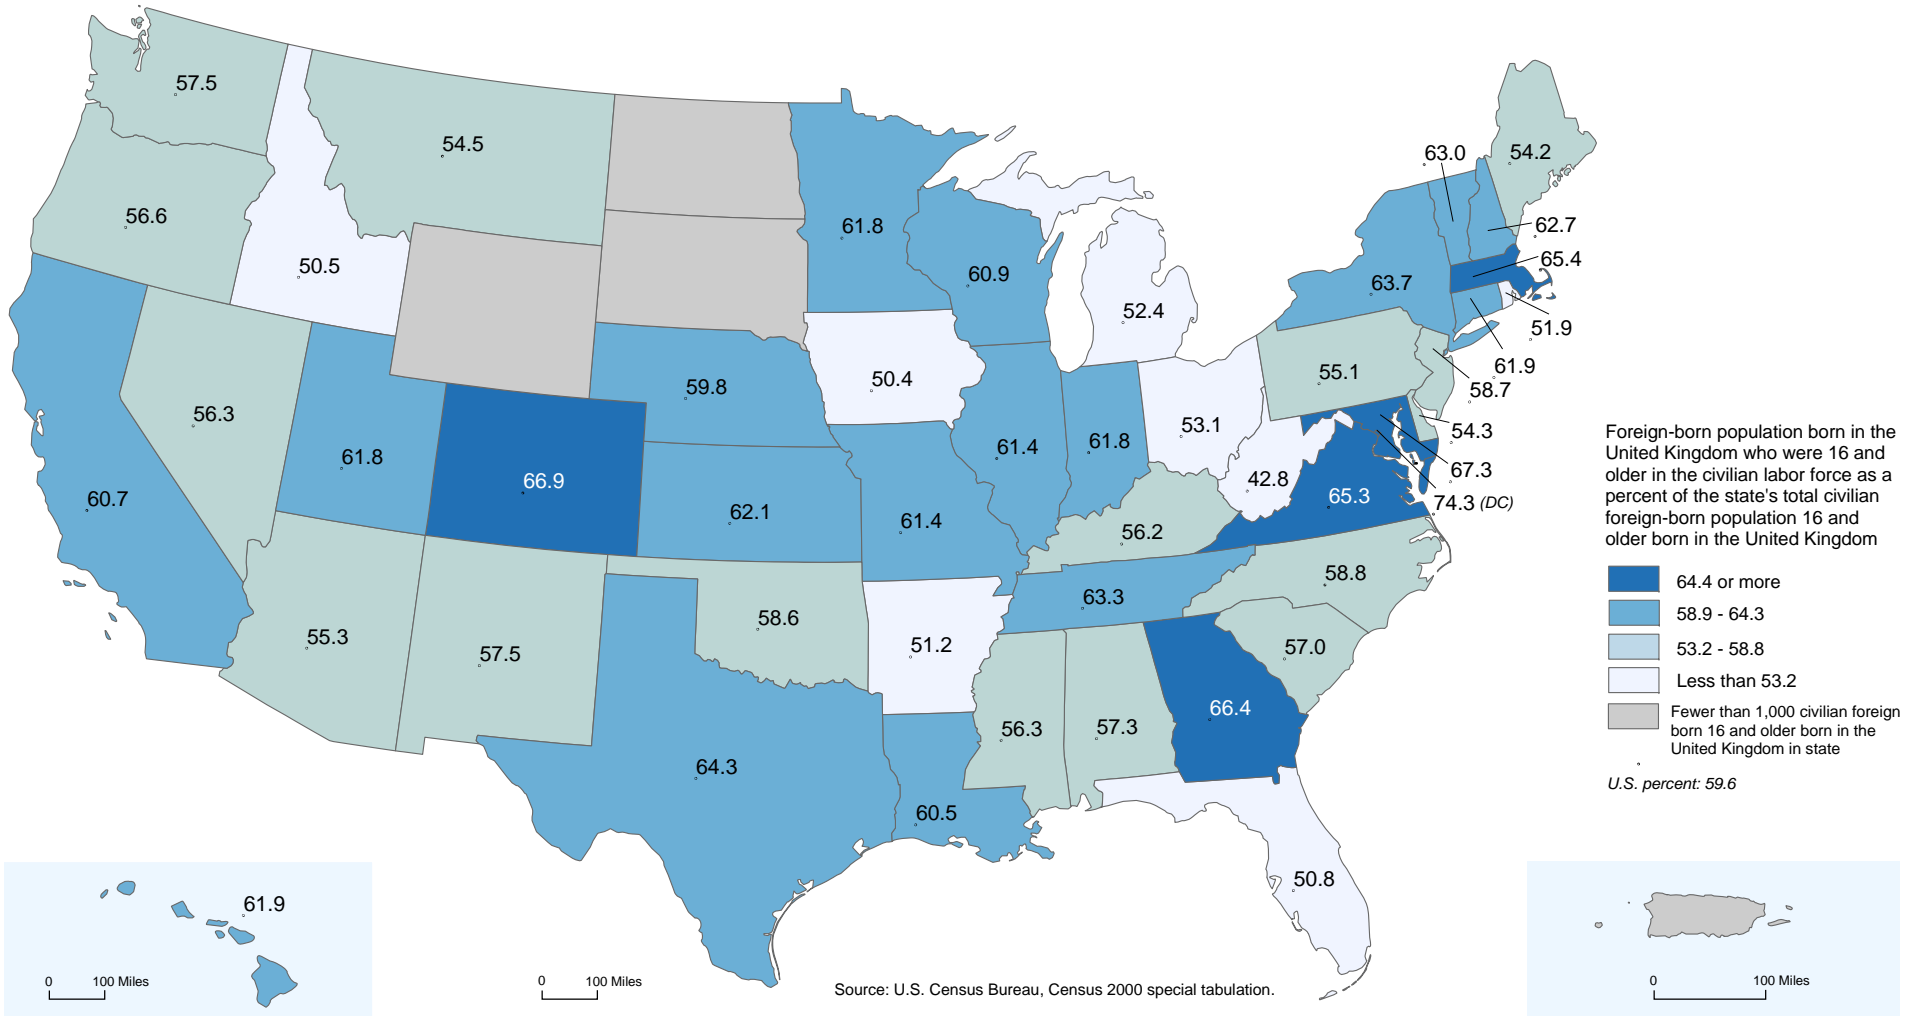 57.5
54.5
56.6
50.5
61.8
60.9
52.4
63.0
54.2
62.7
65.4
63.7
51.9
61.9
58.7
55.1
54.3
67.3
74.3 (DC)
50.4
59.8
56.3
61.8
66.9
60.7
62.1
61.4
61.4
61.8
53.1
42.8
65.3
56.2
58.8
63.3
57.0
55.3
57.5
58.6
51.2
56.3
57.3
66.4
64.3
60.5
50.8
61.9
Foreign-born population born in the
United Kingdom who were 16 and
older in the civilian labor force as a
percent of the state's total civilian
foreign-born population 16 and
older born in the United Kingdom
64.4 or more
58.9 - 64.3
53.2 - 58.8
Less than 53.2
Fewer than 1,000 civilian foreign
born 16 and older born in the
United Kingdom in state
U.S. percent: 59.6
0 100 Miles
0 100 Miles
Source: U.S. Census Bureau, Census 2000 special tabulation.
0 100 Miles